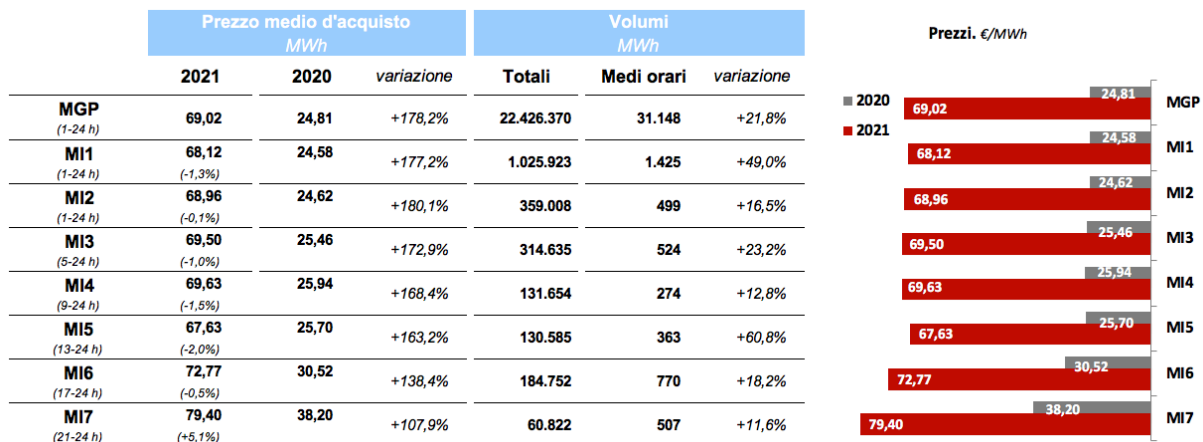 Prezzo medio d'acquisto Volumi
MWh MWh
2021 2020 variazione Totali Medi orari variazione
MGP 69,02 24,81 +178,2% 22.426.370 31.148 +21,8%
(1-24 h)
MI1 68,12 24,58 +177,2% 1.025.923 1.425 +49,0%
(1-24 h) (-1,3%)
MI2 68,96 24,62 +180,1% 359.008 499 +16,5%
(1-24 h) (-0,1%)
MI3 69,50 25,46 +172,9% 314.635 524 +23,2%
(5-24 h) (-1,0%)
MI4 69,63 25,94 +168,4% 131.654 274 +12,8%
(9-24 h) (-1,5%)
MI5 67,63 25,70 +163,2% 130.585 363 +60,8%
(13-24 h) (-2,0%)
MI6 72,77 30,52 +138,4% 184.752 770 +18,2%
(17-24 h) (-0,5%)
MI7 79,40 38,20 +107,9% 60.822 507 +11,6%
(21-24 h) (+5,1%)
Prezzi. €/MWh
2020
2021
24,81 MGP
69,02
24,58 MI1
68,12
24,62 MI2
68,96
25,46 MI3
69,50
25,94 MI4
69,63
25,70 MI5
67,63
30,52 MI6
72,77
38,20 MI7
79,40